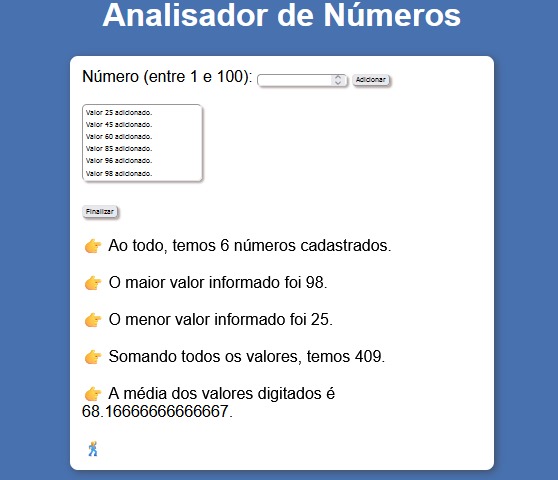 Analisador de Números
Número (entre 1 e 100): Adicionar
Valor 25 adicionado.
Valor 45 adicionado.
Valor 60 adicionado.
Valor 85 adicionado.
Valor 96 adicionado.
Valor 98 adicionado.
Finalizar
Ao todo, temos 6 números cadastrados.
O maior valor informado foi 98.
O menor valor informado foi 25.
Somando todos os valores, temos 409.
A média dos valores digitados é
68.16666666666667.